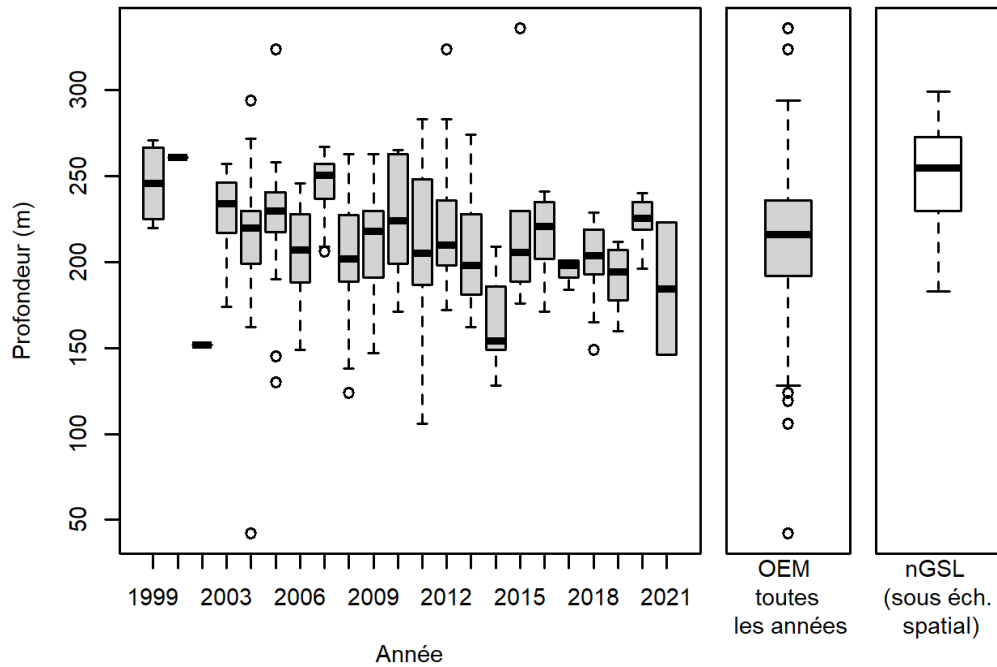 Profondeur (m)
300
250
200
150
100
50
1999 2003 2006 2009 2012 2015 2018 2021
Année
OEM
toutes
les années
nGSL
(sous éch.
spatial)